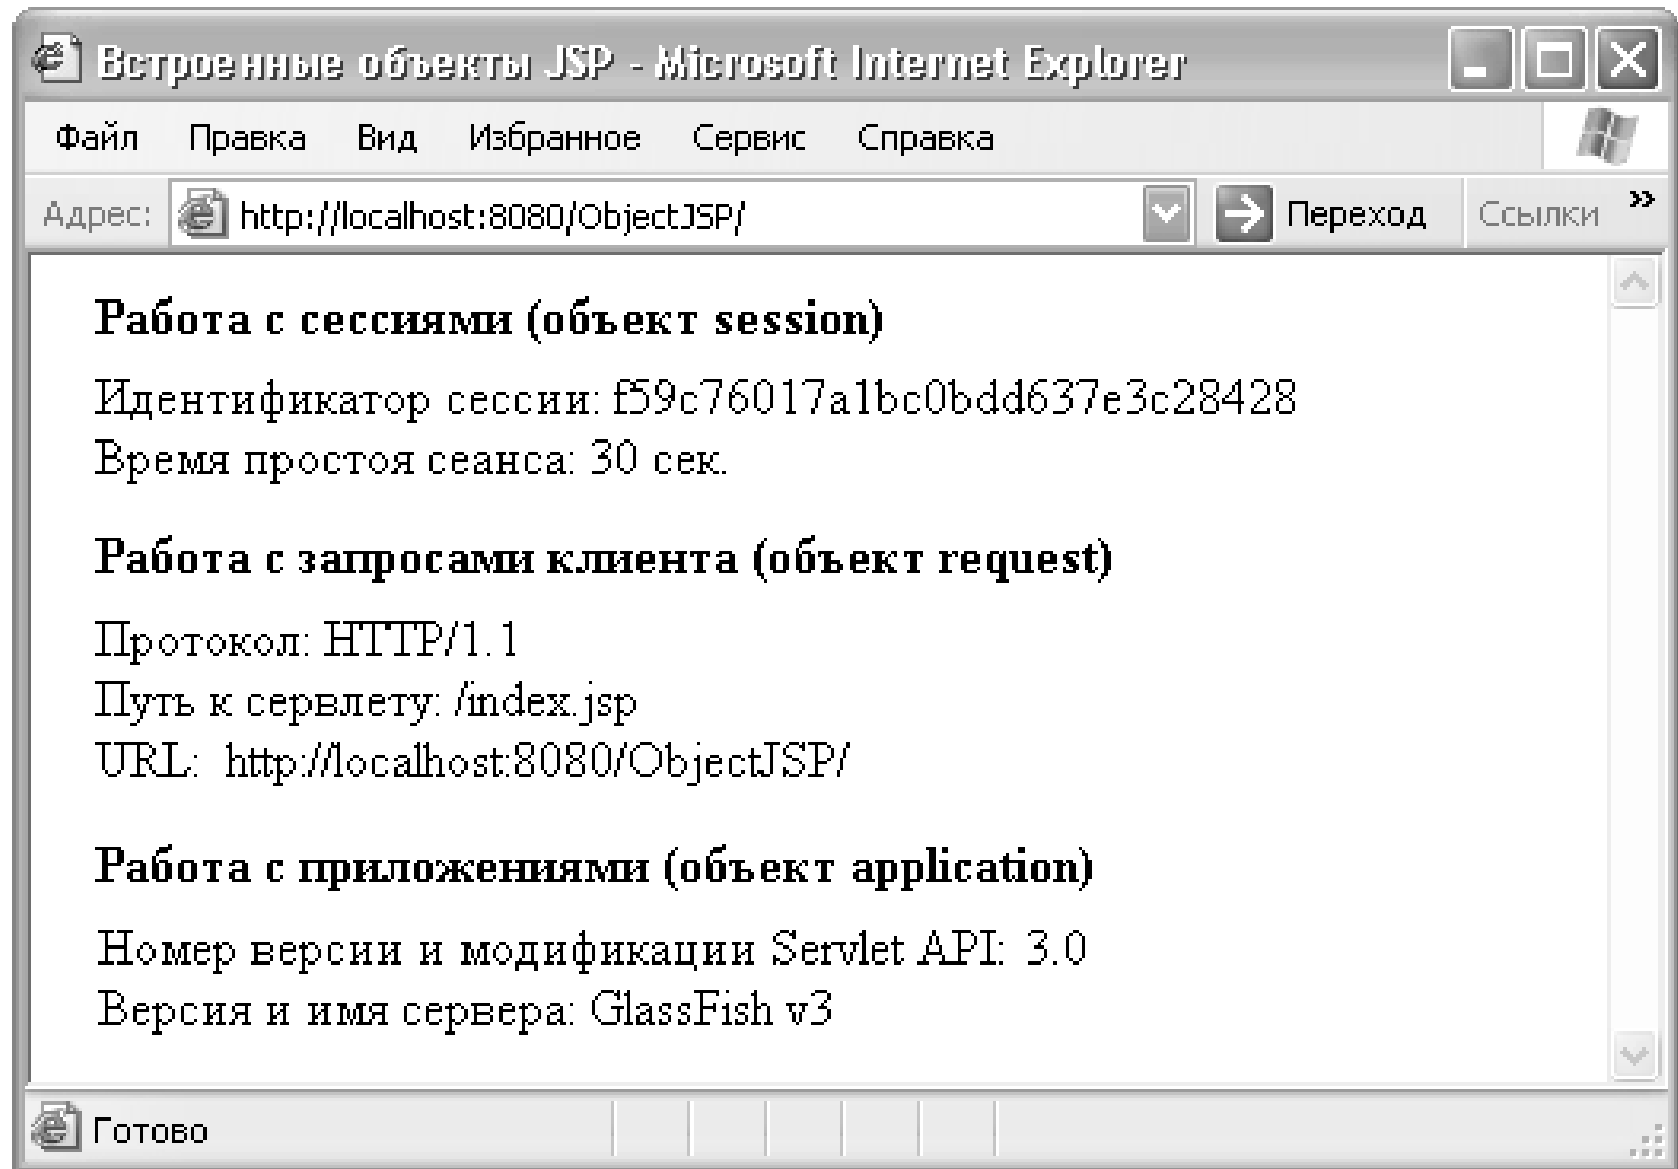 Встроенные объекты JSP - Microsoft Internet Explorer
Файл Правка Вид Избранное Сервис Справка
Адрес: http://localhost:8080/ObjectJSP/ Переход Ссылки »
Работа с сессиями (объект session)
Идентификатор сессии: f59c76017a1bc0bdd637e3c28428
Время простоя сеанса: 30 сек.
Работа с запросами клиента (объект request)
Протокол: HTTP/1.1
Путь к сервлету: /index.jsp
URL: http://localhost:8080/ObjectJSP/
Работа с приложениями (объект application)
Номер версии и модификации Servlet API: 3.0
Версия и имя сервера: GlassFish v3
Готово